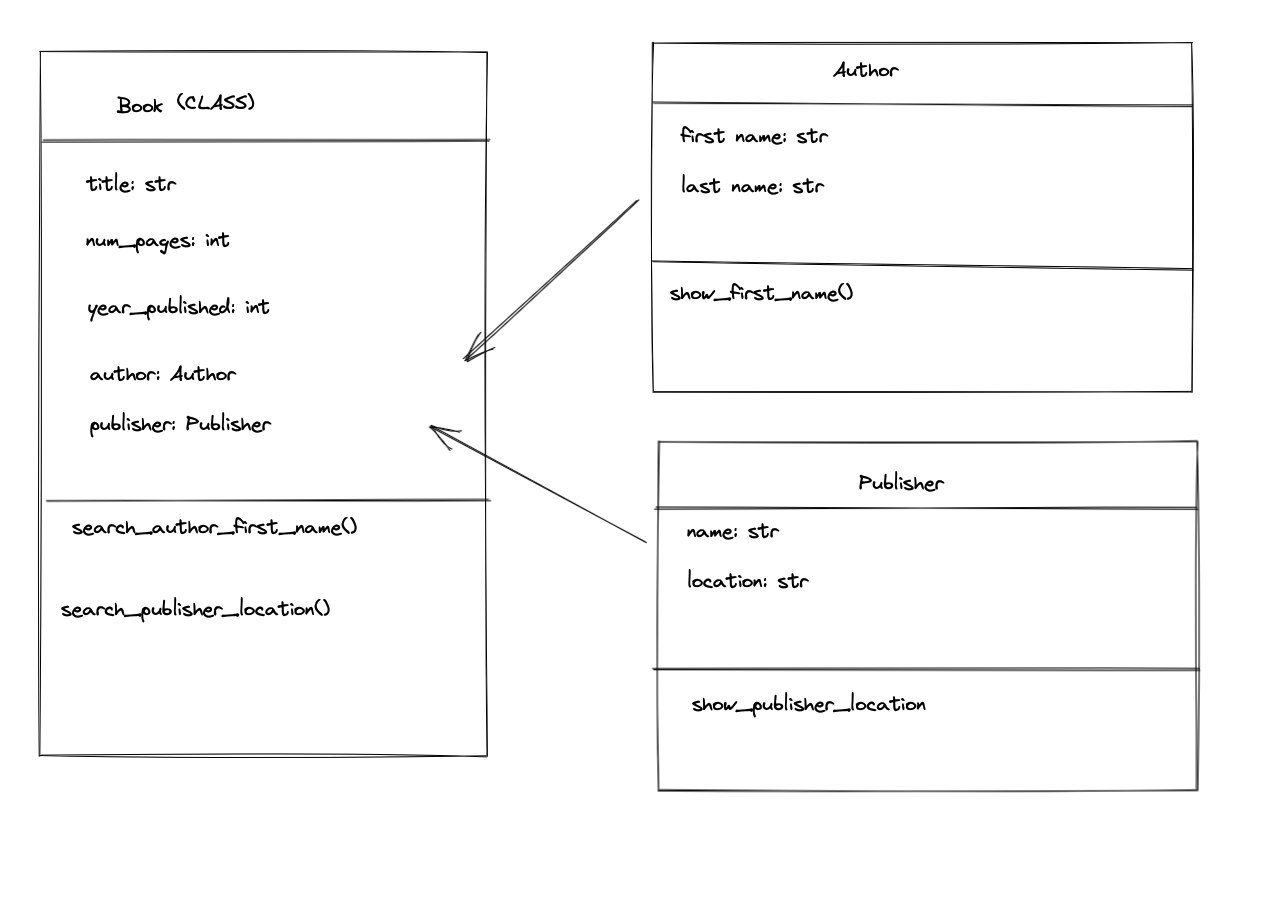 Book (CLASS)
title: str
num_pages: int
year_published: int
author: Author
publisher: Publisher
search_author_first_name()
search_publisher_location()
Author
first name: str
last name: str
show_first_name()
Publisher
name: str
location: str
show_publisher_location